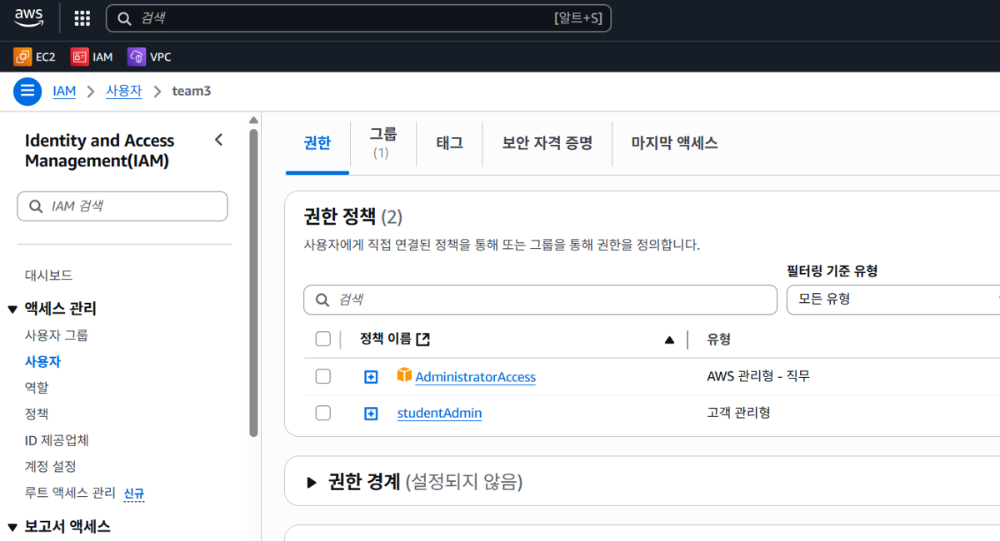 aws
검색 [알트+S]
EC2 IAM VPC
IAM 사용자 team3
Identity and Access
Management(IAM)
IAM 검색
대시보드
액세스 관리
사용자 그룹
사용자
역할
정책
ID 제공업체
계정 설정
루트 액세스 관리 신규
보고서 액세스
권한
그룹
(1)
태그
보안 자격 증명
마지막 액세스
권한 정책 (2)
사용자에게 직접 연결된 정책을 통해 또는 그룹을 통해 권한을 정의합니다.
필터링 기준 유형
검색
모든 유형
정책 이름 유형
AdministratorAccess AWS 관리형 - 직무
studentAdmin 고객 관리형
권한 경계 (설정되지 않음)